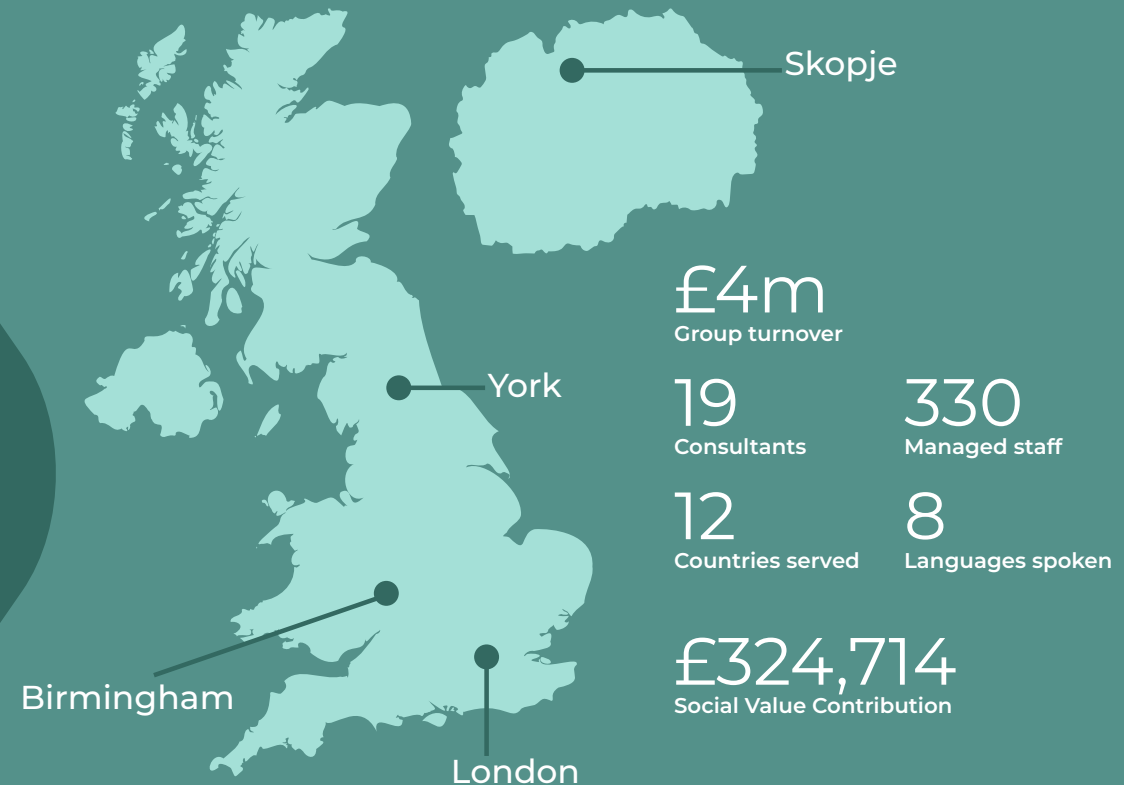 Skopje
York
Birmingham
London
£4m
Group turnover
19
Consultants
330
Managed staff
12
Countries served
8
Languages spoken
£324,714
Social Value Contribution